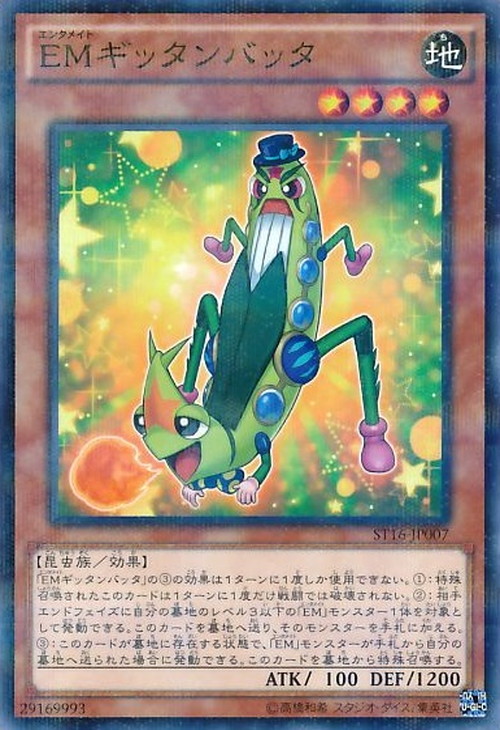 エンタメイト
EMギッタンバッタ
地
ST16-JP007
【昆虫族/効果】
「EMギッタンバッタ」の③の効果は1ターンに1度しか使用できない。①:特殊
召喚されたこのカードは1ターンに1度だけ戦闘では破壊されない。②:相手
エンドフェイズに自分の墓地のレベル3以下の「EM」モンスター1体を対象と
して発動できる。このカードを墓地へ送り、そのモンスターを手札に加える。
③:このカードが墓地に存在する状態で、「EM」モンスターが手札から自分の
墓地へ送られた場合に発動できる。このカードを墓地から特殊召喚する。
ATK/ 100 DEF/1200
29169993
©高橋和希 スタジオ・ダイス/集英社